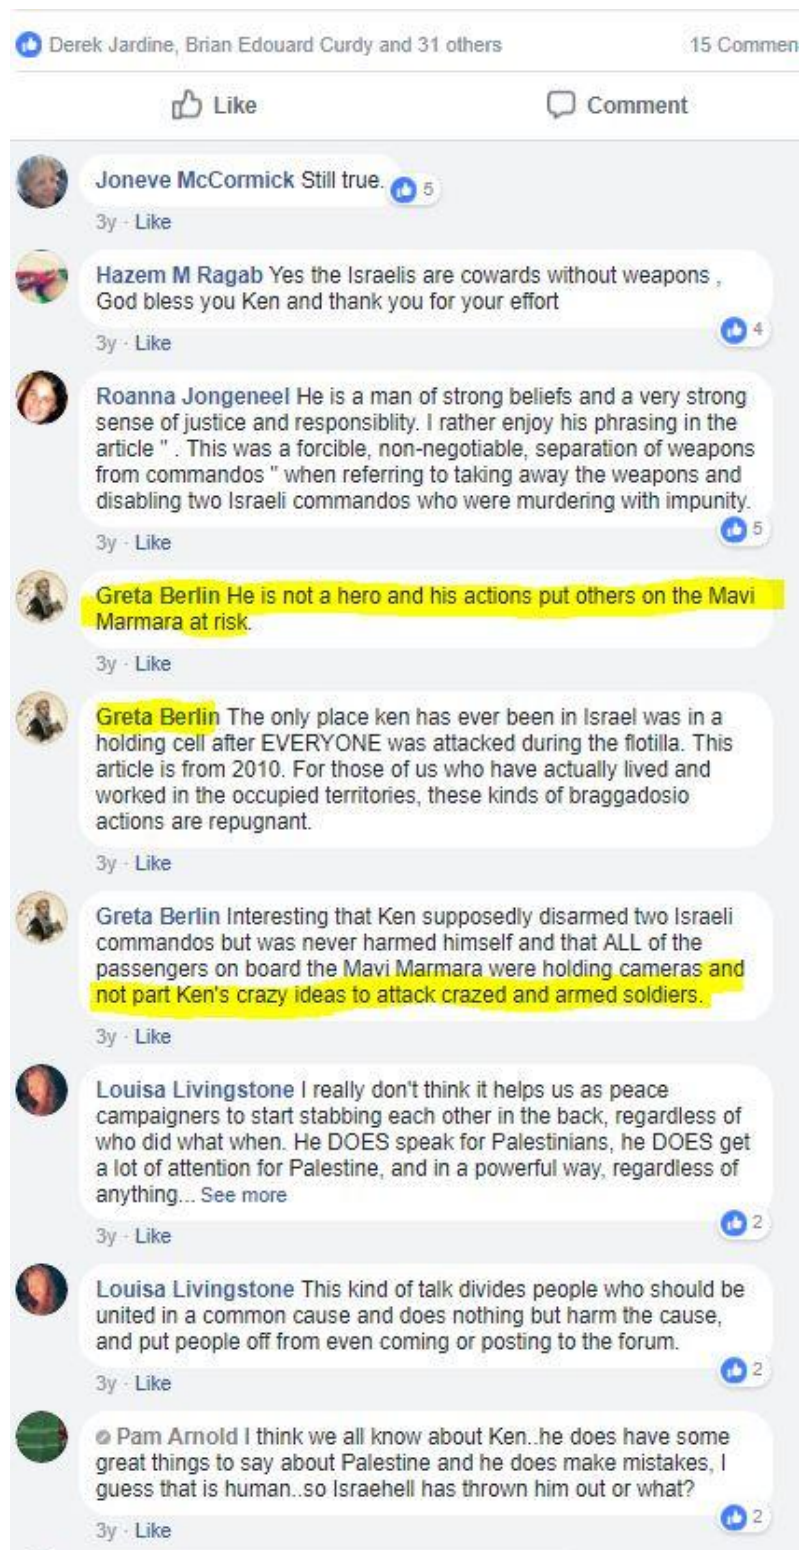 Derek Jardine, Brian Edouard Curdy and 31 others 15 Commen
Like Comment
Joneve McCormick Still true. 5
3y · Like
Hazem M Ragab Yes the Israelis are cowards without weapons ,
God bless you Ken and thank you for your effort
4
3y · Like
Roanna Jongeneel He is a man of strong beliefs and a very strong
sense of justice and responsiblity. I rather enjoy his phrasing in the
article " . This was a forcible, non-negotiable, separation of weapons
from commandos " when referring to taking away the weapons and
disabling two Israeli commandos who were murdering with impunity.
5
3y · Like
Greta Berlin He is not a hero and his actions put others on the Mavi
Marmara at risk.
3y · Like
Greta Berlin The only place ken has ever been in Israel was in a
holding cell after EVERYONE was attacked during the flotilla. This
article is from 2010. For those of us who have actually lived and
worked in the occupied territories, these kinds of braggadosio
actions are repugnant.
3y · Like
Greta Berlin Interesting that Ken supposedly disarmed two Israeli
commandos but was never harmed himself and that ALL of the
passengers on board the Mavi Marmara were holding cameras and
not part Ken's crazy ideas to attack crazed and armed soldiers.
3y · Like
Louisa Livingstone I really don't think it helps us as peace
campaigners to start stabbing each other in the back, regardless of
who did what when. He DOES speak for Palestinians, he DOES get
a lot of attention for Palestine, and in a powerful way, regardless of
anything... See more
2
3y · Like
Louisa Livingstone This kind of talk divides people who should be
united in a common cause and does nothing but harm the cause,
and put people off from even coming or posting to the forum.
2
3y · Like
Pam Arnold I think we all know about Ken..he does have some
great things to say about Palestine and he does make mistakes, I
guess that is human..so Israehell has thrown him out or what?
2
3y · Like